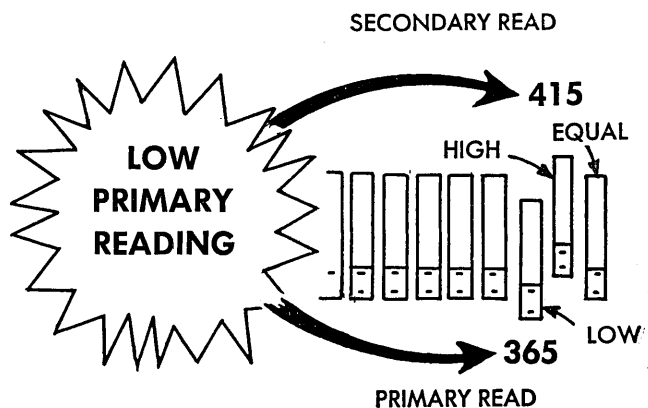 SECONDARY READ
415
EQUAL
HIGH
LOW
PRIMARY
READING
LOW
365
PRIMARY READ